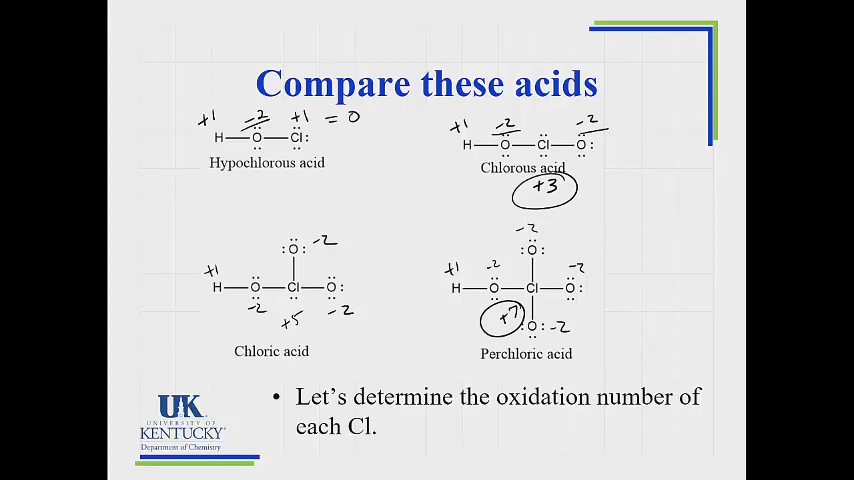 Compare these acids
+1 -2 +1 = 0
H O Cl:
Hypochlorous acid
+1 -2 -2
H O Cl O:
Chlorous acid
+3
:O: -2
+1
H O Cl O:
-2 +5 -2
Chloric acid
-2
:O:
+1 -2 -2
H O Cl O:
+7 :O: -2
Perchloric acid
• Let's determine the oxidation number of
each Cl.
UK
UNIVERSITY OF
KENTUCKY
Department of Chemistry